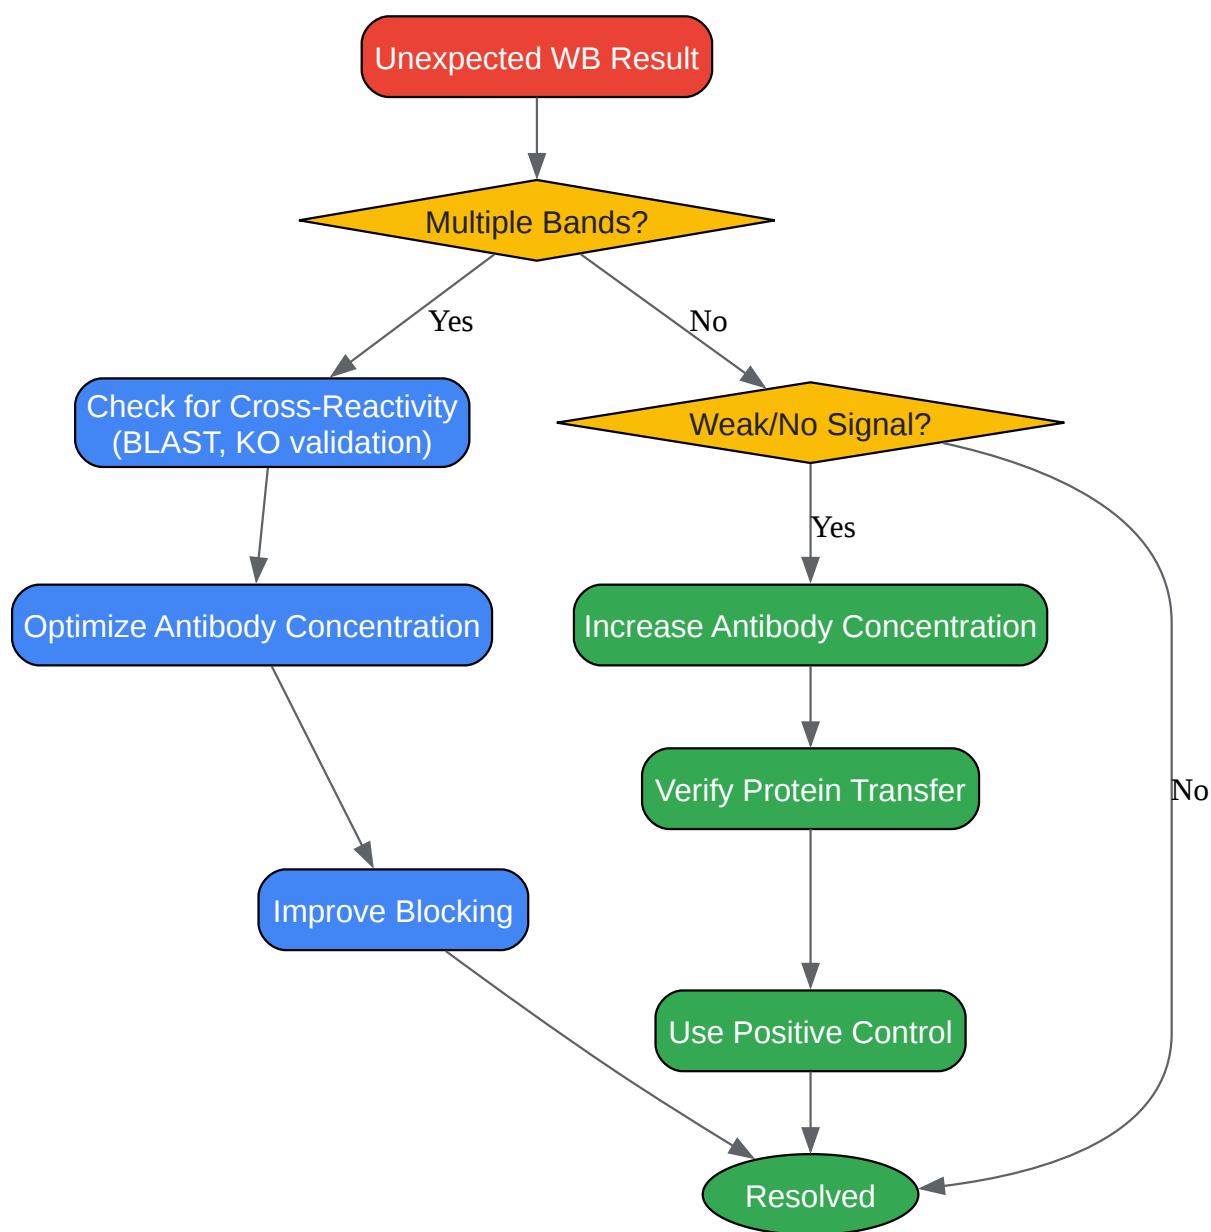 Unexpected WB Result
Multiple Bands?
Yes
No
Check for Cross-Reactivity
(BLAST, KO validation)
Weak/No Signal?
Yes
Optimize Antibody Concentration
Increase Antibody Concentration
Verify Protein Transfer
No
Improve Blocking
Use Positive Control
Resolved